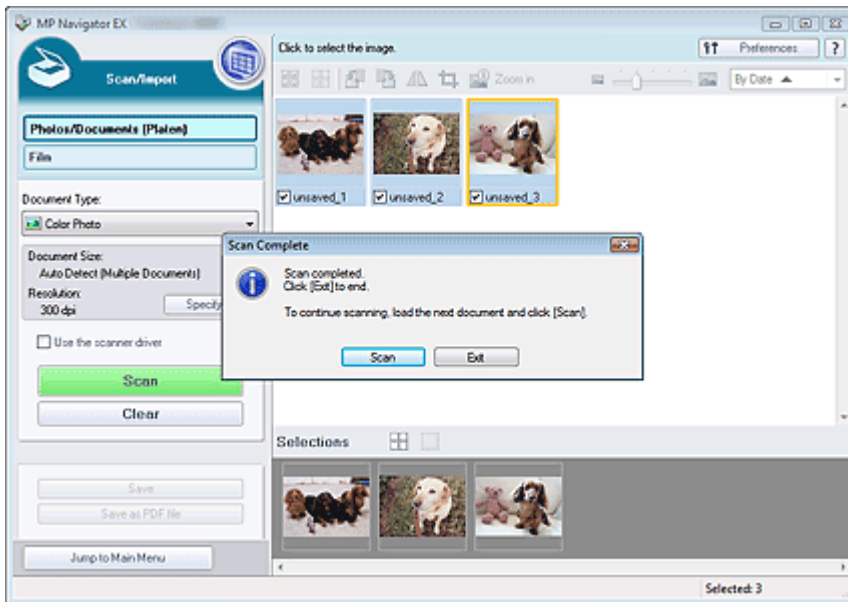 MP Navigator EX
Scan/Import
Click to select the image.
Preferences
?
Zoom in
By Date
Photos/Documents (Platen)
Film
Document Type:
Color Photo
Document Size:
Auto Detect (Multiple Documents)
Resolution:
300 dpi
Specify
Use the scanner driver
Scan
Clear
Save
Save as PDF file
Jump to Main Menu
unsaved_1
unsaved_2
unsaved_3
Scan Complete
Scan completed.
Click [Exit] to end.
To continue scanning, load the next document and click [Scan].
Scan
Exit
Selections
Selected: 3